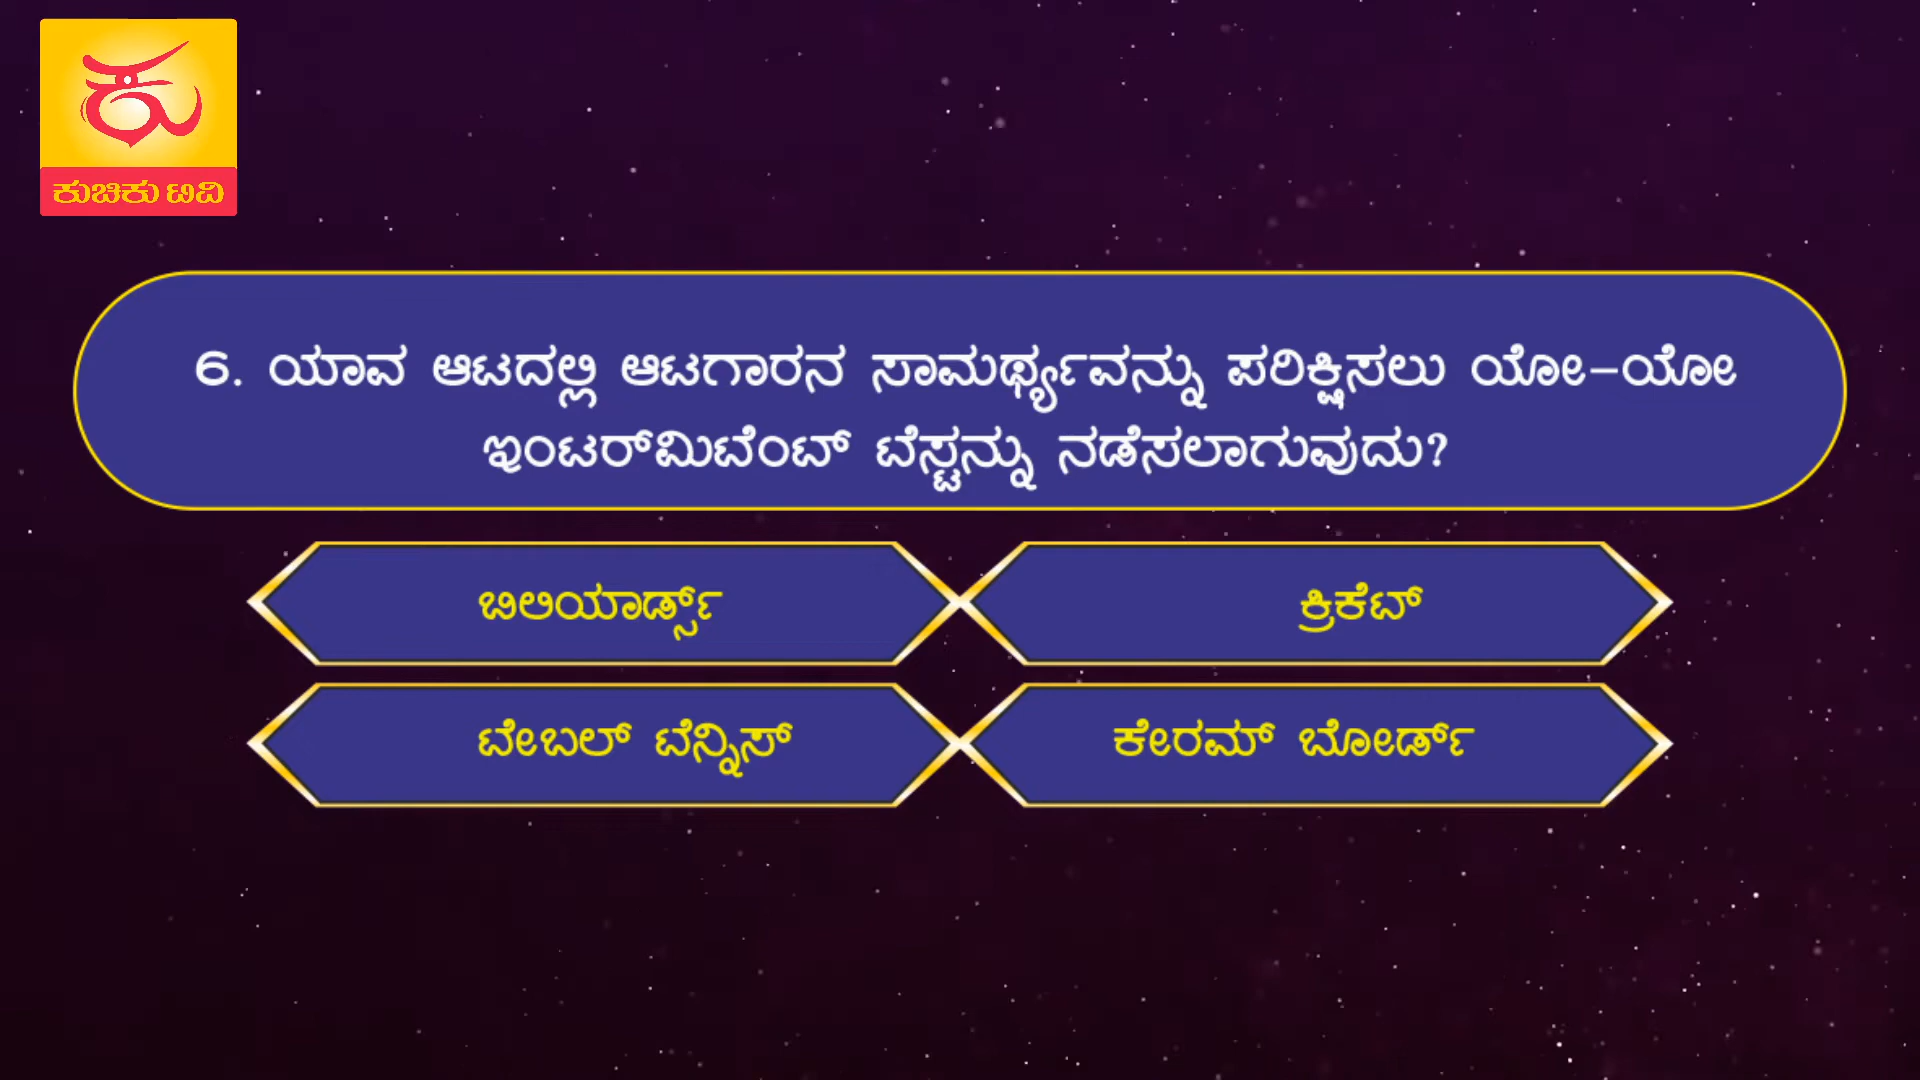 ಕು
ಕುಚಿಕು ಟಿವಿ
6. ಯಾವ ಆಟದಲ್ಲಿ ಆಟಗಾರನ ಸಾಮರ್ಥ್ಯವನ್ನು ಪರಿಕ್ಷಿಸಲು ಯೋ-ಯೋ
ಇಂಟರ್‌ಮಿಟೆಂಟ್ ಟೆಸ್ಟನ್ನು ನಡೆಸಲಾಗುವುದು?
ಬಿಲಿಯಾರ್ಡ್ಸ್
ಕ್ರಿಕೆಟ್
ಟೇಬಲ್ ಟೆನ್ನಿಸ್
ಕೇರಮ್ ಬೋರ್ಡ್